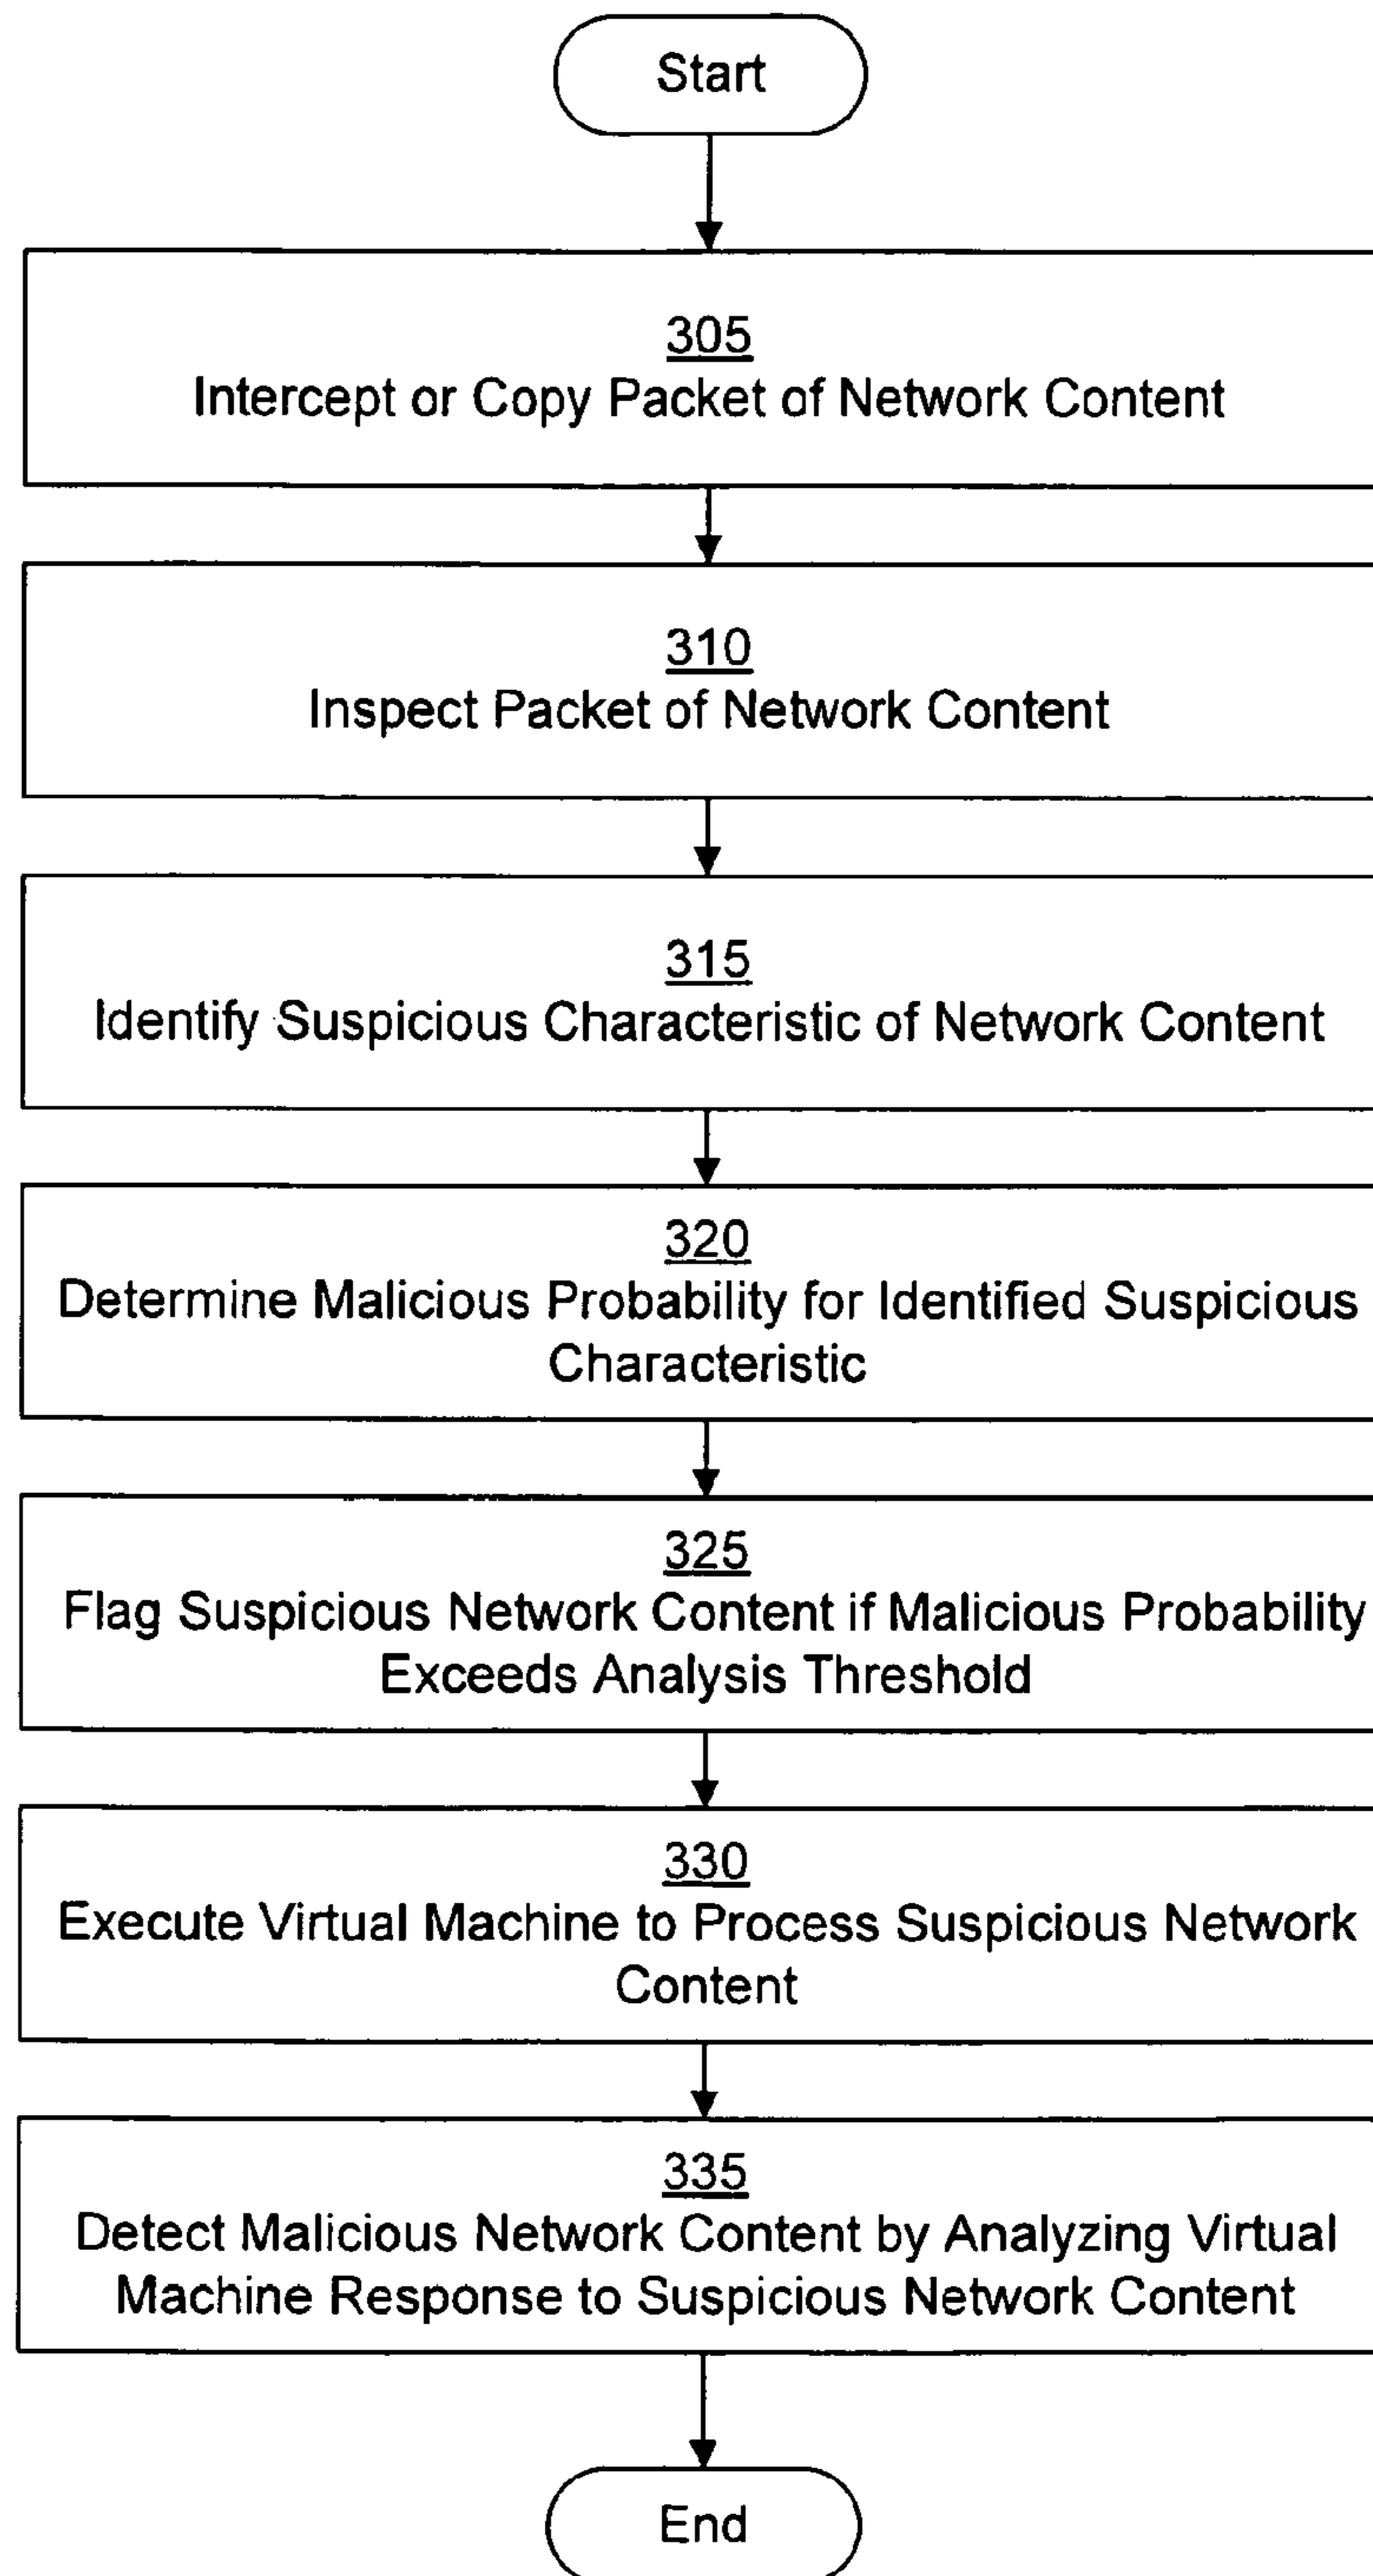 Start
305
Intercept or Copy Packet of Network Content
310
Inspect Packet of Network Content
315
Identify Suspicious Characteristic of Network Content
320
Determine Malicious Probability for Identified Suspicious
Characteristic
325
Flag Suspicious Network Content if Malicious Probability
Exceeds Analysis Threshold
330
Execute Virtual Machine to Process Suspicious Network
Content
335
Detect Malicious Network Content by Analyzing Virtual
Machine Response to Suspicious Network Content
End